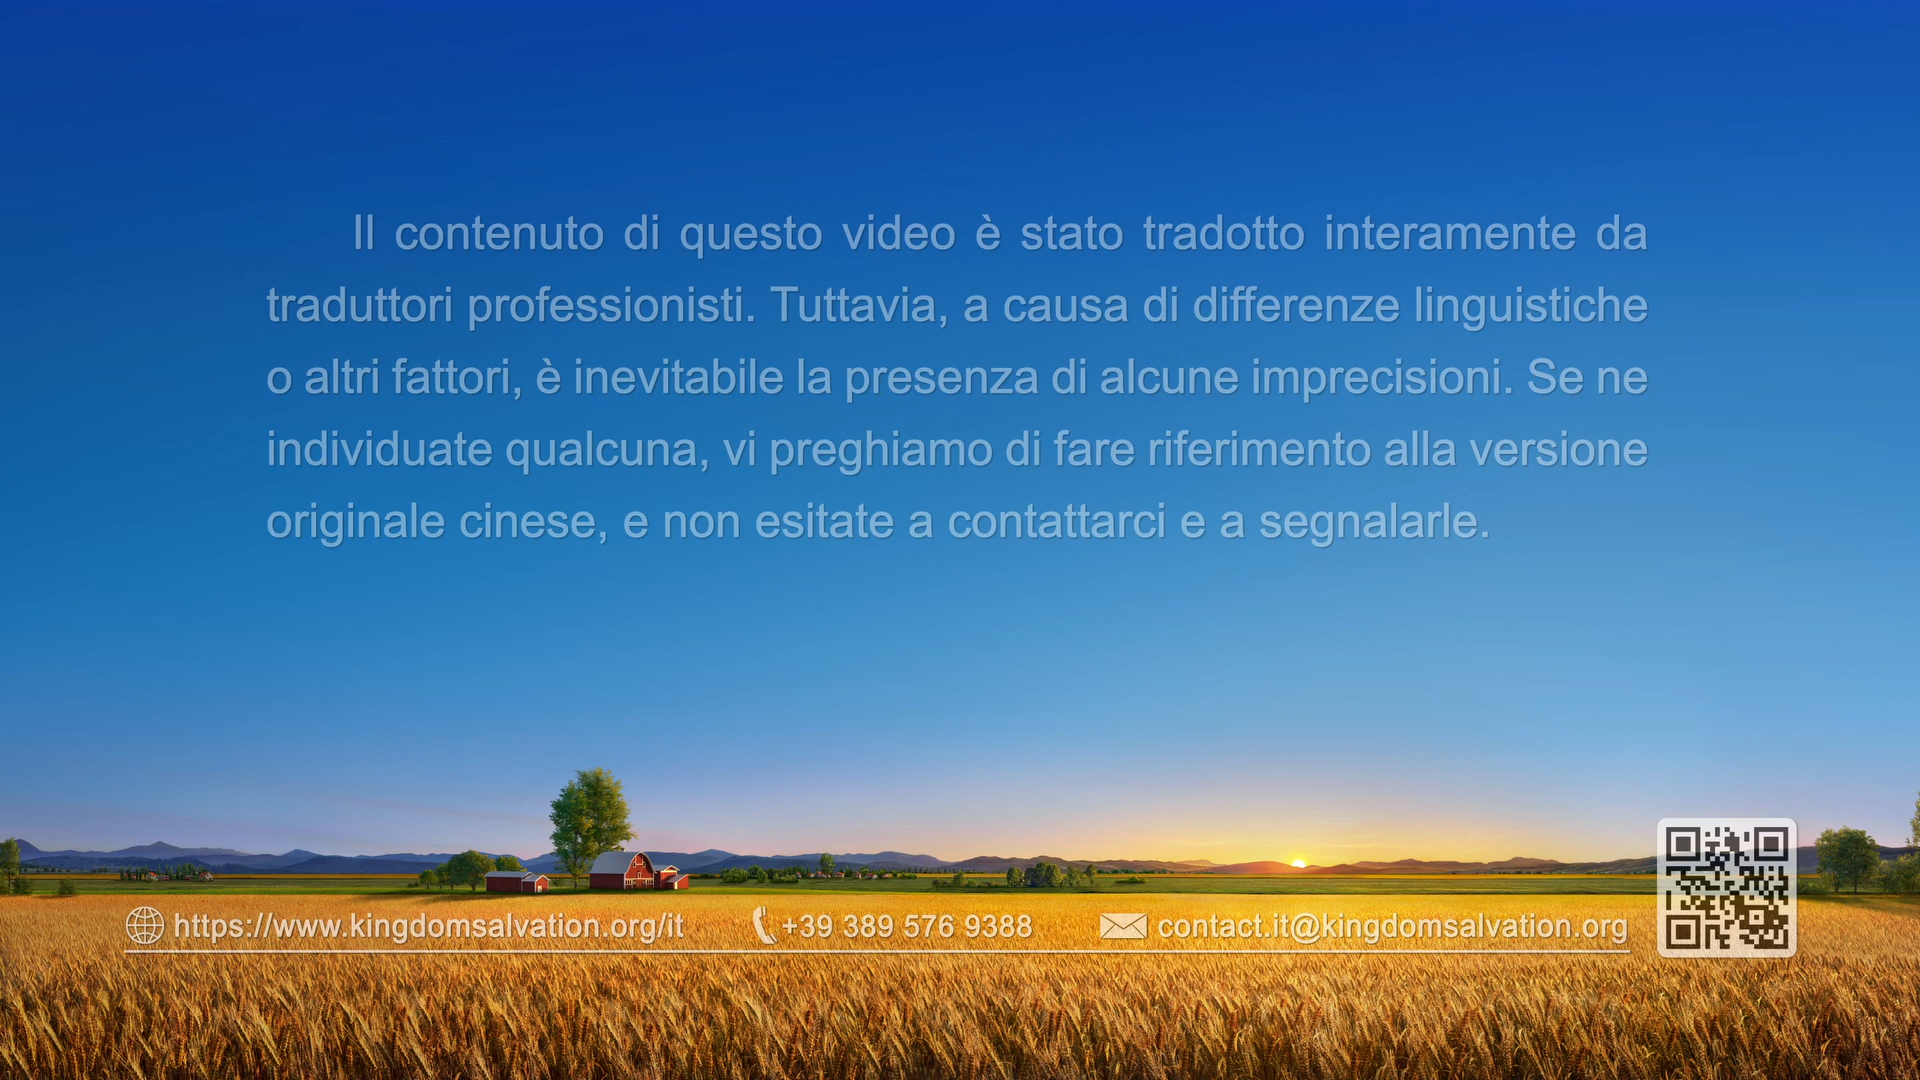 Il contenuto di questo video è stato tradotto interamente da
traduttori professionisti. Tuttavia, a causa di differenze linguistiche
o altri fattori, è inevitabile la presenza di alcune imprecisioni. Se ne
individuate qualcuna, vi preghiamo di fare riferimento alla versione
originale cinese, e non esitate a contattarci e a segnalarle.
https://www.kingdomsalvation.org/it +39 389 576 9388 contact.it@kingdomsalvation.org